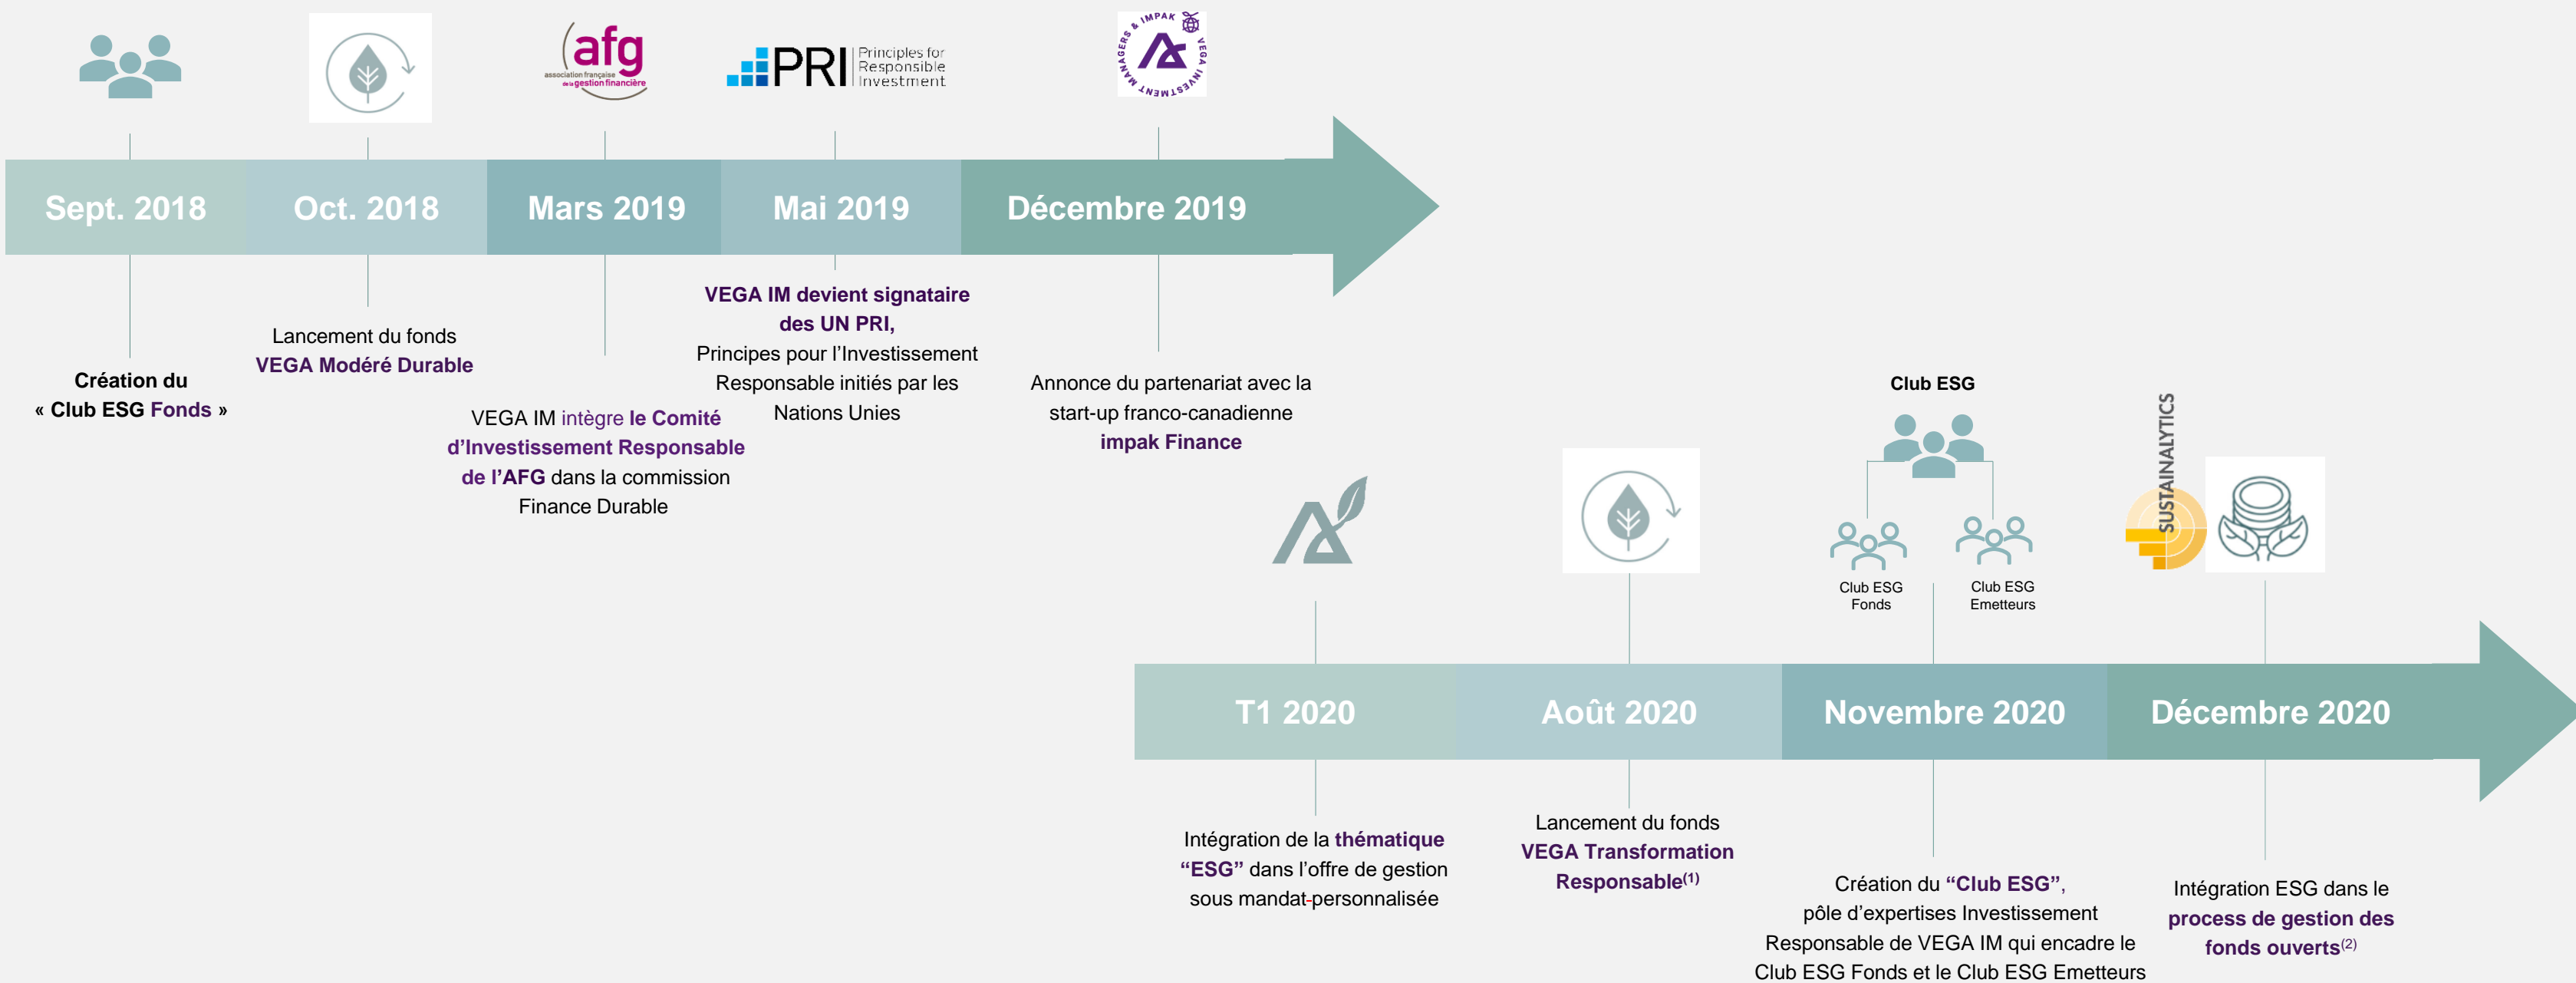 afg
association française
de la gestion financière
PRI
Principles for
Responsible
Investment
VEGA INVESTMENT MANAGERS & IMPAK
Sept. 2018
Oct. 2018
Mars 2019
Mai 2019
Décembre 2019
Création du
« Club ESG Fonds »
Lancement du fonds
VEGA Modéré Durable
VEGA IM intègre le Comité
d’Investissement Responsable
de l’AFG dans la commission
Finance Durable
VEGA IM devient signataire
des UN PRI,
Principes pour l’Investissement
Responsable initiés par les
Nations Unies
Annonce du partenariat avec la
start-up franco-canadienne
impak Finance
Club ESG
Club ESG
Fonds
Club ESG
Emetteurs
SUSTAINALYTICS
T1 2020
Août 2020
Novembre 2020
Décembre 2020
Intégration de la thématique
“ESG” dans l’offre de gestion
sous mandat-personnalisée
Lancement du fonds
VEGA Transformation
Responsable(1)
Création du “Club ESG”,
pôle d’expertises Investissement
Responsable de VEGA IM qui encadre le
Club ESG Fonds et le Club ESG Emetteurs
Intégration ESG dans le
process de gestion des
fonds ouverts(2)